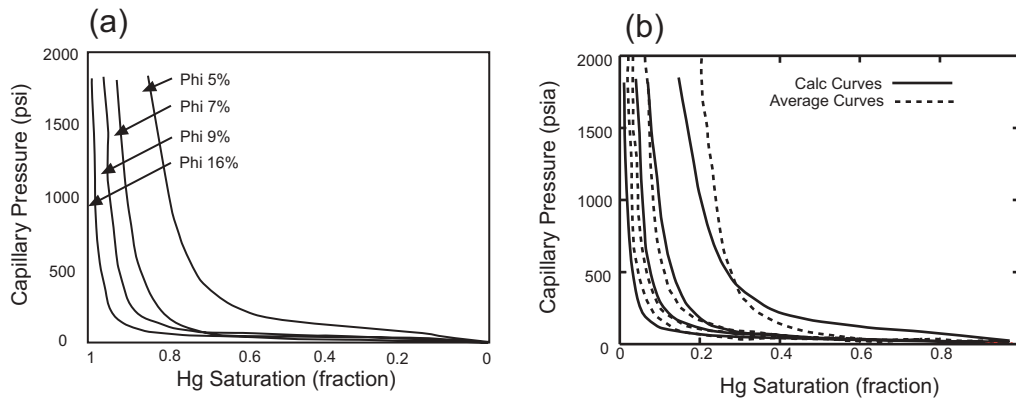 (a)
2000
1500
1000
500
0
Capillary Pressure (psi)
Phi 5%
Phi 7%
Phi 9%
Phi 16%
1 0.8 0.6 0.4 0.2 0
Hg Saturation (fraction)
(b)
2000
1500
1000
500
0
Capillary Pressure (psia)
Calc Curves
Average Curves
0 0.2 0.4 0.6 0.8
Hg Saturation (fraction)